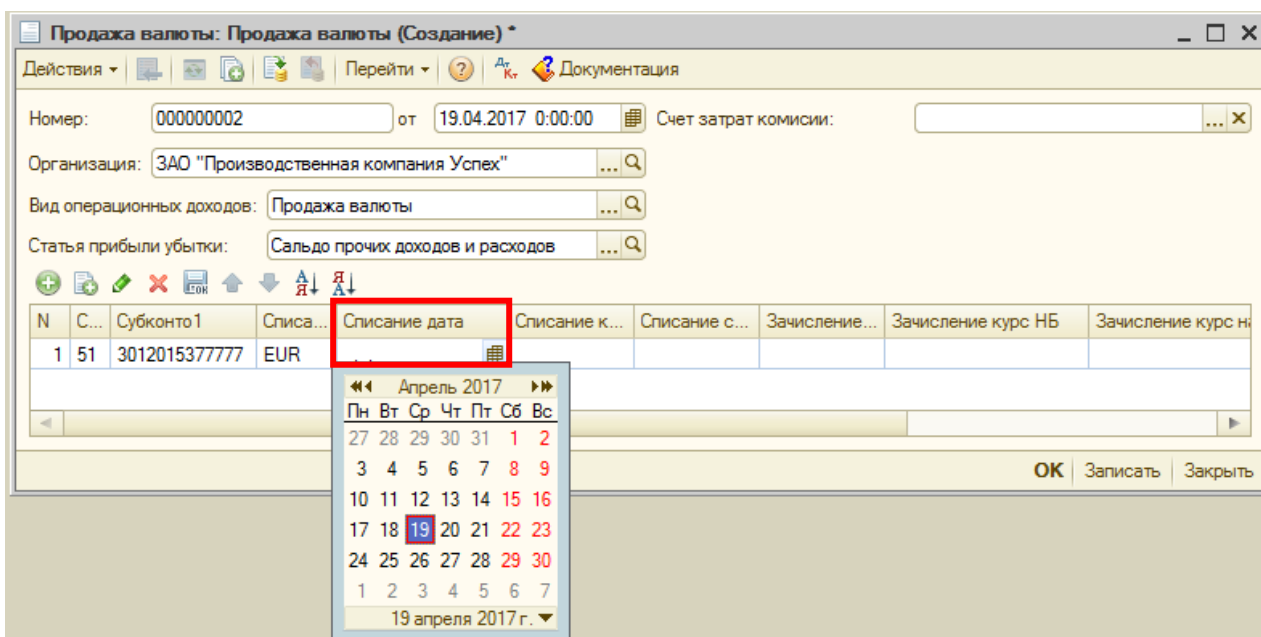 Продажа валюты: Продажа валюты (Создание) *
Действия Перейти Дт Кт Документация
Номер: 000000002 от 19.04.2017 0:00:00 Счет затрат комисии: ...
Организация: ЗАО "Производственная компания Успех" ...
Вид операционных доходов: Продажа валюты ...
Статья прибыли убытки: Сальдо прочих доходов и расходов ...
N С... Субконто1 Списа... Списание дата Списание к... Списание с... Зачисление... Зачисление курс НБ Зачисление курс на
1 51 3012015377777 EUR . .
Апрель 2017
Пн Вт Ср Чт Пт Сб Вс
27 28 29 30 31 1 2
3 4 5 6 7 8 9
10 11 12 13 14 15 16
17 18 19 20 21 22 23
24 25 26 27 28 29 30
1 2 3 4 5 6 7
19 апреля 2017 г.
OK Записать Закрыть